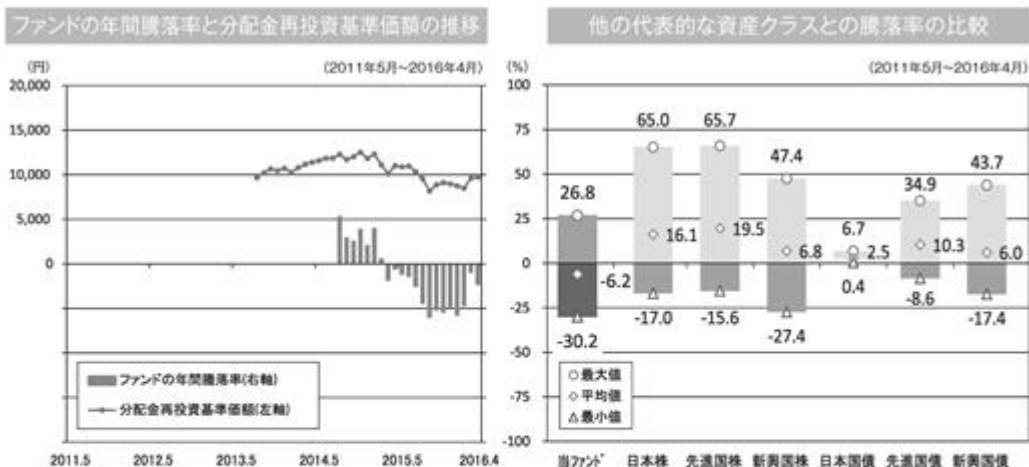 ファンドの年間騰落率と分配金再投資基準価額の推移
(円)
(2011年5月~2016年4月)
20,000
15,000
10,000
5,000
0
ファンドの年間騰落率(右軸)
分配金再投資基準価額(左軸)
2011.5 2012.5 2013.5 2014.5 2015.5 2016.4
他の代表的な資産クラスとの騰落率の比較
(%)
(2011年5月~2016年4月)
100
75
50
25
0
-25
-50
-75
-100
26.8 65.0 65.7 47.4 6.7 34.9 43.7
-6.2 16.1 19.5 6.8 2.5 10.3 6.0
-30.2 -17.0 -15.6 -27.4 0.4 -8.6 -17.4
最大値
平均値
最小値
当ファンド 日本株 先進国株 新興国株 日本国債 先進国債 新興国債